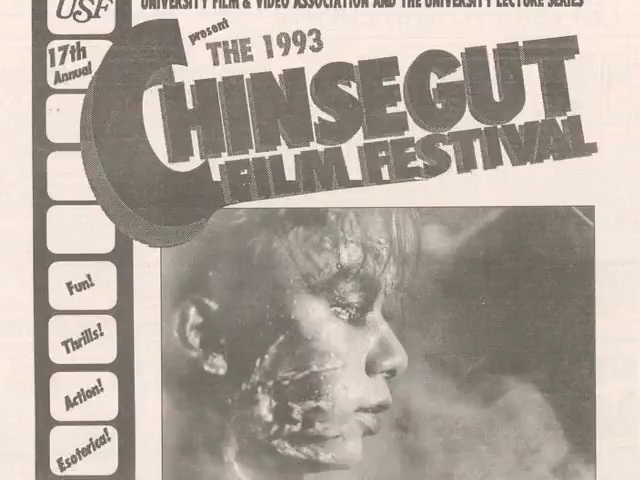 UNIVERSITY FILM & VIDEO ASSOCIATION AND THE UNIVERSITY LECTURE SERIES
USF
present
THE 1993
17th
Annual
CHINSEGUT
FILM FESTIVAL
Fun!
Thrills!
Action!
Esoterica!